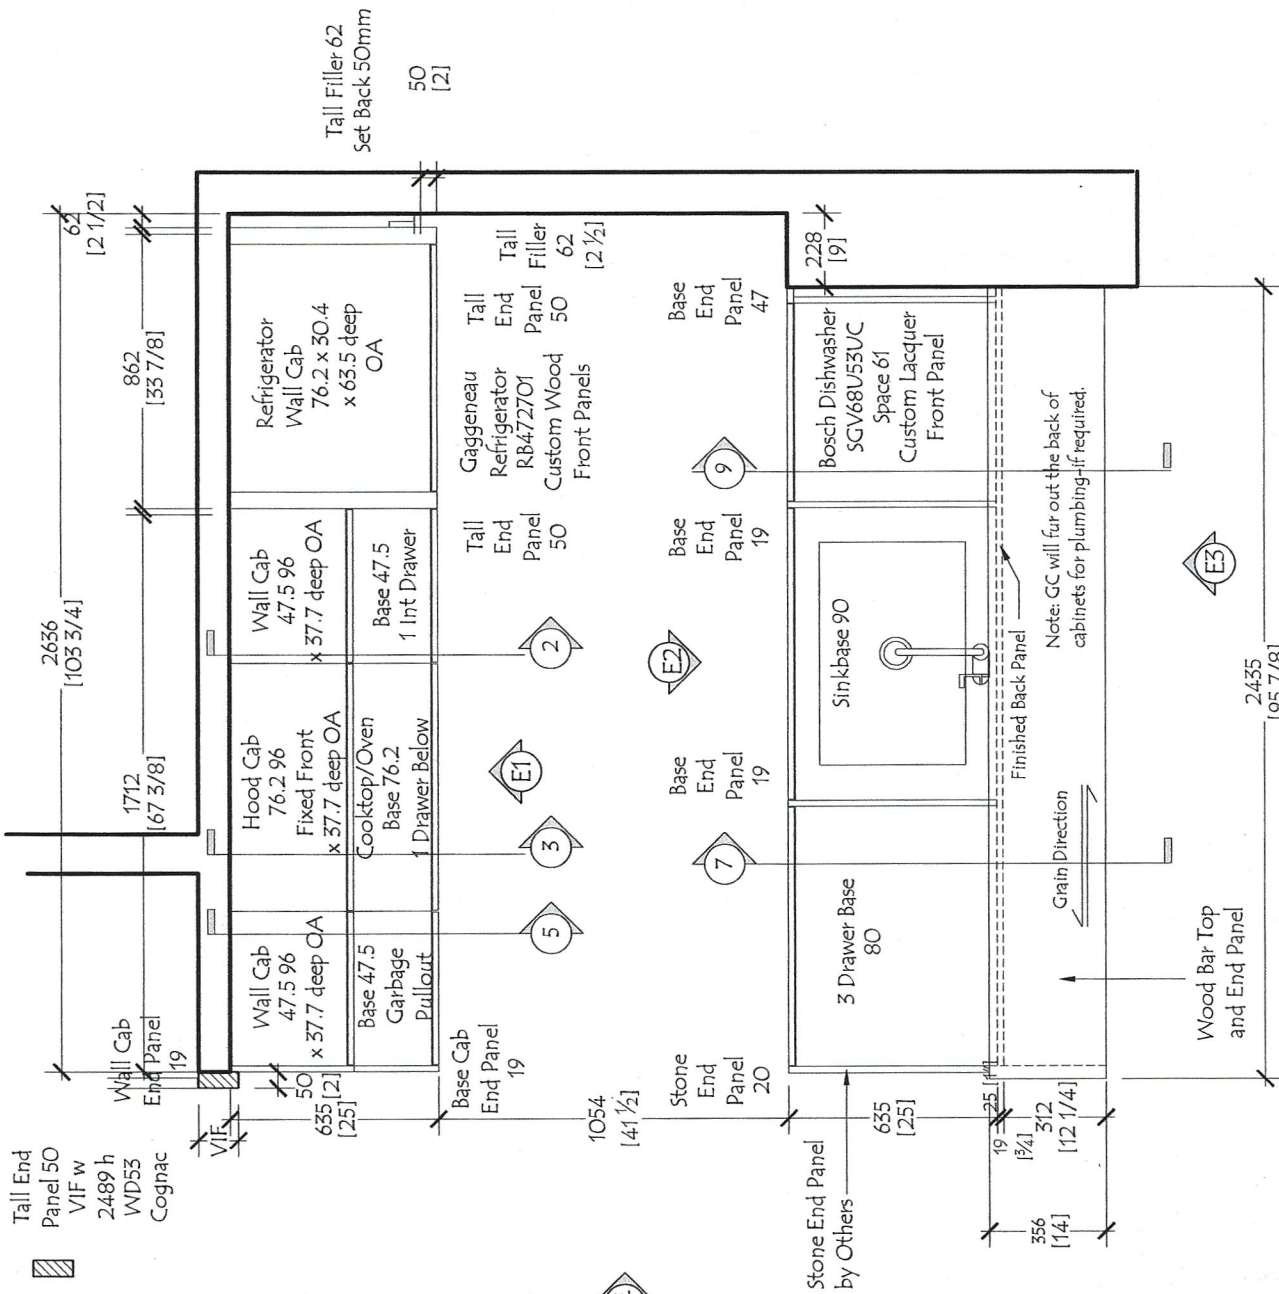 Tall End
Panel 50
VIF w
2489 h
WD53
Cognac
Wall Cab
End Panel
19
VIF
50
[2]
635
[25]
2636
[103 3/4]
1712
[67 3/8]
862
[33 7/8]
62
[2 1/2]
Tall Filler 62
Set Back 50mm
50
[2]
Wall Cab
47.5 96
x 37.7 deep OA
Hood Cab
76.2 96
Fixed Front
x 37.7 deep OA
Wall Cab
47.5 96
x 37.7 deep OA
Refrigerator
Wall Cab
76.2 x 30.4
x 63.5 deep
OA
Base 47.5
Garbage
Pullout
Cooktop/Oven
Base 76.2
1 Drawer Below
Base 47.5
1 Int Drawer
Base Cab
End Panel
19
Tall
End
Panel
50
Gaggeneau
Refrigerator
RB472701
Custom Wood
Front Panels
Tall
End
Panel
50
Tall
Filler
62
[2 ½]
5
3
2
E1
E2
1054
[41 ½]
Stone
End
Panel
20
Base
End
Panel
19
Base
End
Panel
19
Base
End
Panel
47
7
9
228
[9]
Stone End Panel
by Others
635
[25]
3 Drawer Base
80
Sinkbase 90
Bosch Dishwasher
SGV68U53UC
Space 61
Custom Lacquer
Front Panel
25
19
[¾]
312
[12 1/4]
356
[14]
Finished Back Panel
Note: GC will fur out the back of
cabinets for plumbing-if required.
Grain Direction
Wood Bar Top
and End Panel
E3
2435
[95 7/8]